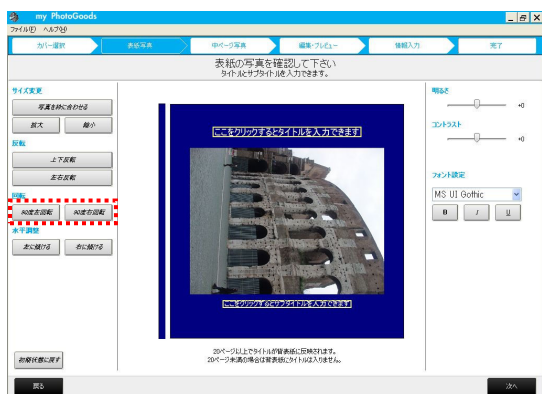 my PhotoGoods
ファイル(F) ヘルプ(H)
カバー選択
表紙写真
中ページ写真
編集・プレビュー
情報入力
完了
表紙の写真を確認して下さい
タイトルとサブタイトルを入力できます。
サイズ変更
写真を枠に合わせる
拡大
縮小
反転
上下反転
左右反転
回転
90度左回転
90度右回転
水平調整
左に傾ける
右に傾ける
初期状態に戻す
ここをクリックするとタイトルを入力できます
ここをクリックするとサブタイトルを入力できます
20ページ以上でタイトルが背表紙に反映されます。
20ページ未満の場合は背表紙にタイトルは入りません。
明るさ
+0
コントラスト
+0
フォント設定
MS UI Gothic
B
I
U
戻る
次へ